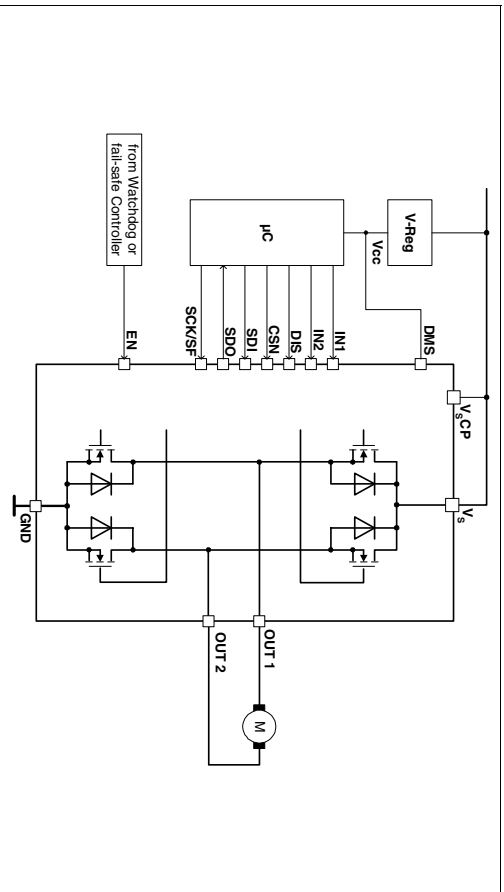 V-Reg
Vcc
µC
from Watchdog or
fail-safe Controller
DMS
IN1
IN2
DIS
CSN
SDI
SDO
SCK/SF
EN
VSCP
VS
GND
OUT 1
OUT 2
M